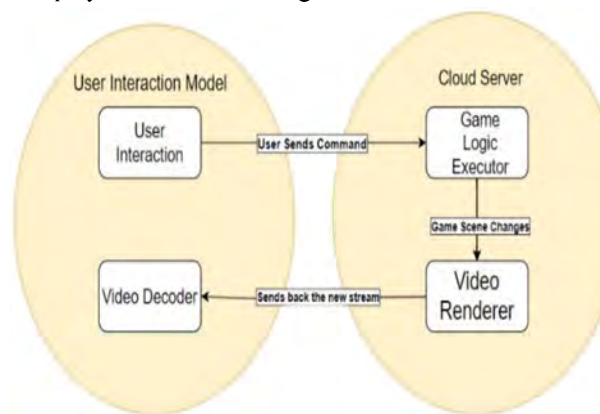 User Interaction Model
Cloud Server
User
Interaction
User Sends Command
Game
Logic
Executor
Game Scene Changes
Video Decoder
Sends back the new stream
Video
Renderer